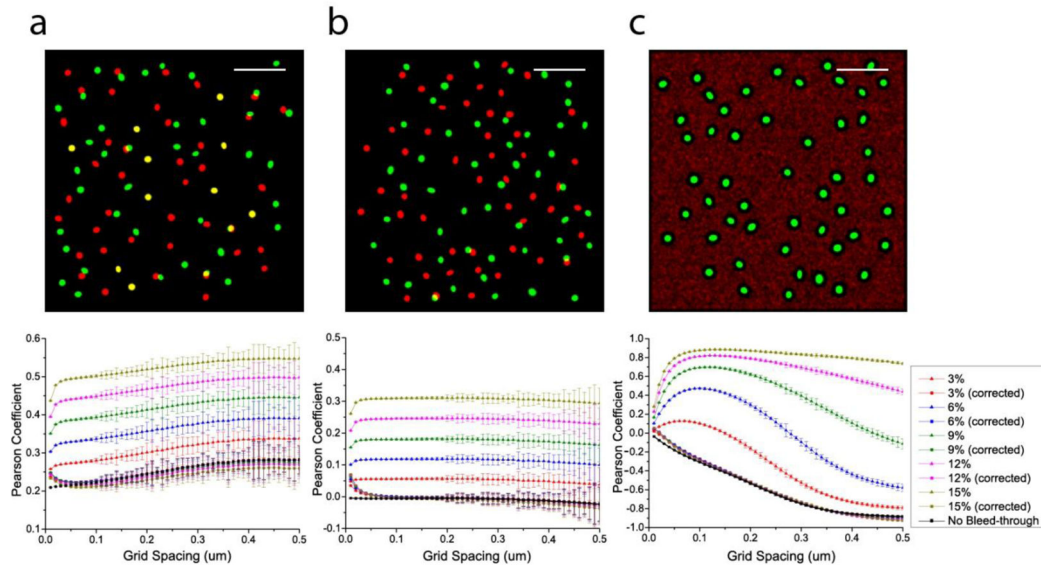 a b c
0.6
0.5
0.4
0.3
0.2
0.1
Pearson Coefficient
0.0 0.1 0.2 0.3 0.4 0.5
Grid Spacing (um)
0.5
0.4
0.3
0.2
0.1
0.0
-0.1
Pearson Coefficient
0.0 0.1 0.2 0.3 0.4 0.5
Grid Spacing (um)
1.0
0.8
0.6
0.4
0.2
0.0
-0.2
-0.4
-0.6
-0.8
-1.0
Pearson Coefficient
0.0 0.1 0.2 0.3 0.4 0.5
Grid Spacing (um)
3%
3% (corrected)
6%
6% (corrected)
9%
9% (corrected)
12%
12% (corrected)
15%
15% (corrected)
No Bleed-through